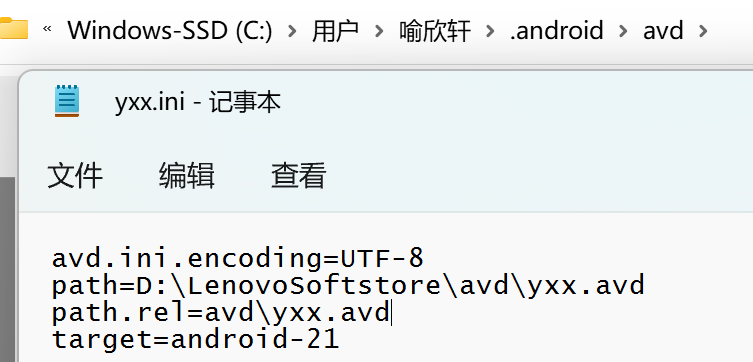 « Windows-SSD (C:) > 用户 > 喻欣轩 > .android > avd >
yxx.ini - 记事本
文件 编辑 查看
avd.ini.encoding=UTF-8
path=D:\LenovoSoftstore\avd\yxx.avd
path.rel=avd\yxx.avd
target=android-21